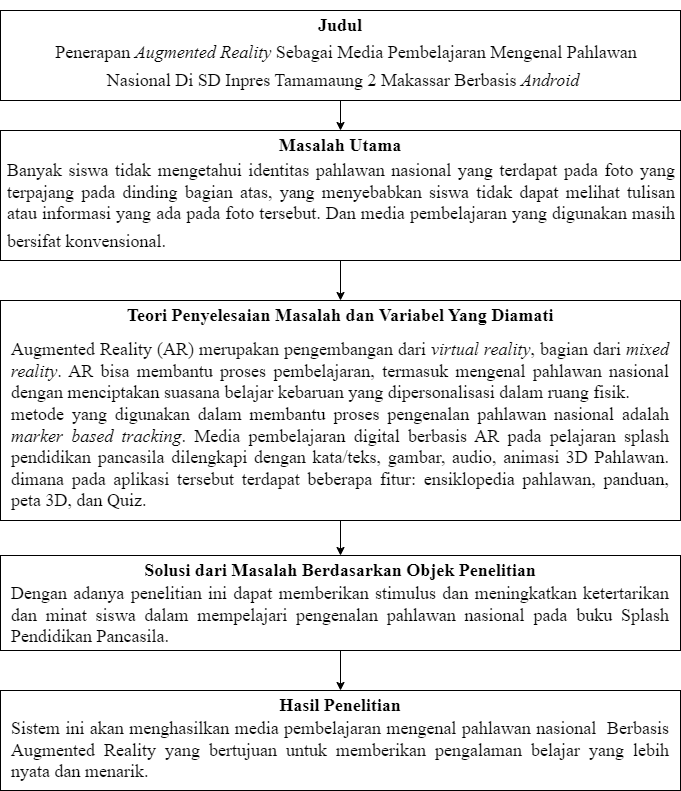 Judul
Penerapan Augmented Reality Sebagai Media Pembelajaran Mengenal Pahlawan
Nasional Di SD Inpres Tamamaung 2 Makassar Berbasis Android
Masalah Utama
Banyak siswa tidak mengetahui identitas pahlawan nasional yang terdapat pada foto yang
terpajang pada dinding bagian atas, yang menyebabkan siswa tidak dapat melihat tulisan
atau informasi yang ada pada foto tersebut. Dan media pembelajaran yang digunakan masih
bersifat konvensional.
Teori Penyelesaian Masalah dan Variabel Yang Diamati
Augmented Reality (AR) merupakan pengembangan dari virtual reality, bagian dari mixed
reality. AR bisa membantu proses pembelajaran, termasuk mengenal pahlawan nasional
dengan menciptakan suasana belajar kebaruan yang dipersonalisasi dalam ruang fisik.
metode yang digunakan dalam membantu proses pengenalan pahlawan nasional adalah
marker based tracking. Media pembelajaran digital berbasis AR pada pelajaran splash
pendidikan pancasila dilengkapi dengan kata/teks, gambar, audio, animasi 3D Pahlawan.
dimana pada aplikasi tersebut terdapat beberapa fitur: ensiklopedia pahlawan, panduan,
peta 3D, dan Quiz.
Solusi dari Masalah Berdasarkan Objek Penelitian
Dengan adanya penelitian ini dapat memberikan stimulus dan meningkatkan ketertarikan
dan minat siswa dalam mempelajari pengenalan pahlawan nasional pada buku Splash
Pendidikan Pancasila.
Hasil Penelitian
Sistem ini akan menghasilkan media pembelajaran mengenal pahlawan nasional Berbasis
Augmented Reality yang bertujuan untuk memberikan pengalaman belajar yang lebih
nyata dan menarik.